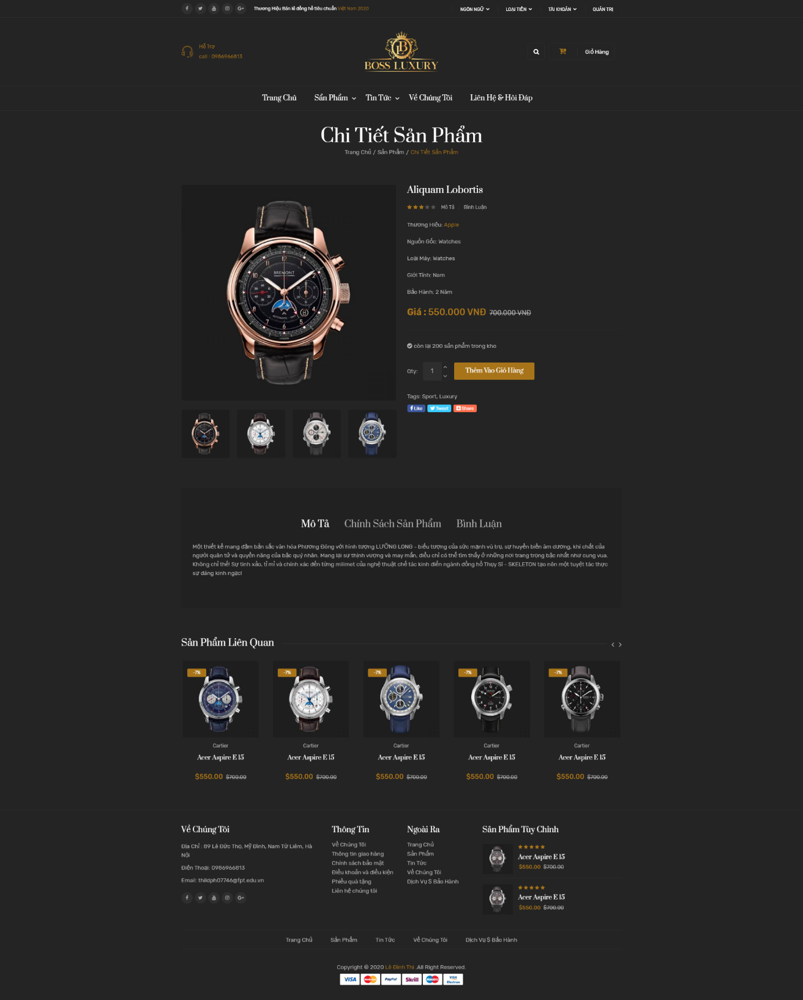 Thương Hiệu Bán lẻ đồng hồ tiêu chuẩn Việt Nam 2020
NGÔN NGỮ
LOẠI TIỀN
TÀI KHOẢN
QUẢN TRỊ
Hỗ Trợ
call : 0986966813
BOSS LUXURY
Giỏ Hàng
Trang Chủ
Sản Phẩm
Tin Tức
Về Chúng Tôi
Liên Hệ & Hỏi Đáp
Chi Tiết Sản Phẩm
Trang Chủ / Sản Phẩm / Chi Tiết Sản Phẩm
BREMONT
AUTOMATIC
LONDON
Aliquam Lobortis
Mô Tả
Bình Luận
Thương Hiệu: Apple
Nguồn Gốc: Watches
Loại Máy: Watches
Giới Tính: Nam
Bảo Hành: 2 Năm
Giá : 550.000 VNĐ 700.000 VNĐ
còn lại 200 sản phẩm trong kho
Qty: 1
Thêm Vào Giỏ Hàng
Tags: Sport, Luxury
Like
Tweet
Share
Mô Tả
Chính Sách Sản Phẩm
Bình Luận
Một thiết kế mang đậm bản sắc văn hóa Phương Đông với hình tượng LƯỠNG LONG - biểu tượng của sức mạnh vũ trụ, sự huyền biến âm dương, khí chất của
người quân tử và quyền năng của bậc quý nhân. Mang lại sự thịnh vượng và may mắn, điều chỉ có thể tìm thấy ở những nơi trang trọng bậc nhất như cung vua.
Không chỉ thế! Sự tinh xảo, tỉ mỉ và chính xác đến từng milimet của nghệ thuật chế tác kinh điển ngành đồng hồ Thụy Sĩ - SKELETON tạo nên một tuyệt tác thực
sự đáng kinh ngạc!
Sản Phẩm Liên Quan
-7%
-7%
-7%
-7%
-7%
Cartier
Cartier
Cartier
Cartier
Cartier
Acer Aspire E 15
Acer Aspire E 15
Acer Aspire E 15
Acer Aspire E 15
Acer Aspire E 15
$550.00 $700.00
$550.00 $700.00
$550.00 $700.00
$550.00 $700.00
$550.00 $700.00
Về Chúng Tôi
Địa Chỉ : 89 Lê Đức Thọ, Mỹ Đình, Nam Từ Liêm, Hà
Nội
Điện Thoại: 0986966813
Email: thildph07746@fpt.edu.vn
Thông Tin
Về Chúng Tôi
Thông tin giao hàng
Chính sách bảo mật
Điều khoản và điều kiện
Phiếu quà tặng
Liên hệ chúng tôi
Ngoài Ra
Trang Chủ
Sản Phẩm
Tin Tức
Về Chúng Tôi
Dịch Vụ $ Bảo Hành
Sản Phẩm Tùy Chỉnh
Acer Aspire E 15
$550.00 $700.00
Acer Aspire E 15
$550.00 $700.00
Trang Chủ
Sản Phẩm
Tin Tức
Về Chúng Tôi
Dịch Vụ $ Bảo Hành
Copyright © 2020 Lê Đình Thi .All Right Reserved.
VISA
MasterCard
PayPal
Skrill
Maestro
VISA Electron